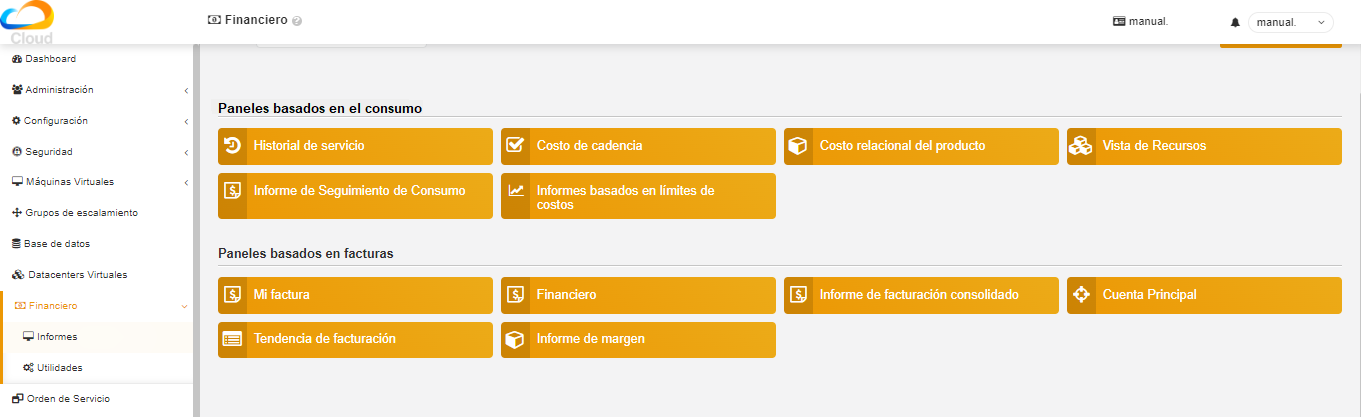 Cloud
Financiero
manual.
manual.
Dashboard
Administración
Configuración
Seguridad
Máquinas Virtuales
Grupos de escalamiento
Base de datos
Datacenters Virtuales
Financiero
Informes
Utilidades
Orden de Servicio
Paneles basados en el consumo
Historial de servicio
Costo de cadencia
Costo relacional del producto
Vista de Recursos
Informe de Seguimiento de Consumo
Informes basados en límites de
costos
Paneles basados en facturas
Mi factura
Financiero
Informe de facturación consolidado
Cuenta Principal
Tendencia de facturación
Informe de margen